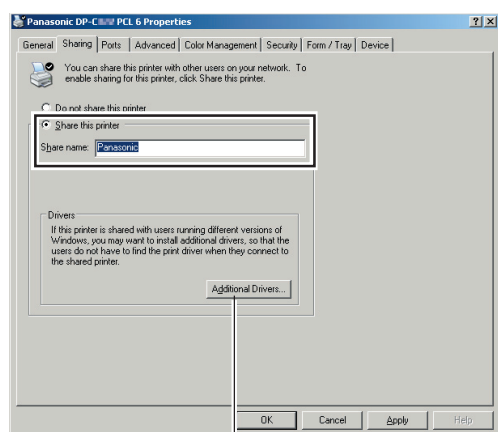 Panasonic DP-C PCL 6 Properties
General Sharing Ports Advanced Color Management Security Form / Tray Device
You can share this printer with other users on your network. To
enable sharing for this printer, click Share this printer.
Do not share this printer
Share this printer
Share name: Panasonic
Drivers
If this printer is shared with users running different versions of
Windows, you may want to install additional drivers, so that the
users do not have to find the print driver when they connect to
the shared printer.
Additional Drivers...
OK Cancel Apply Help